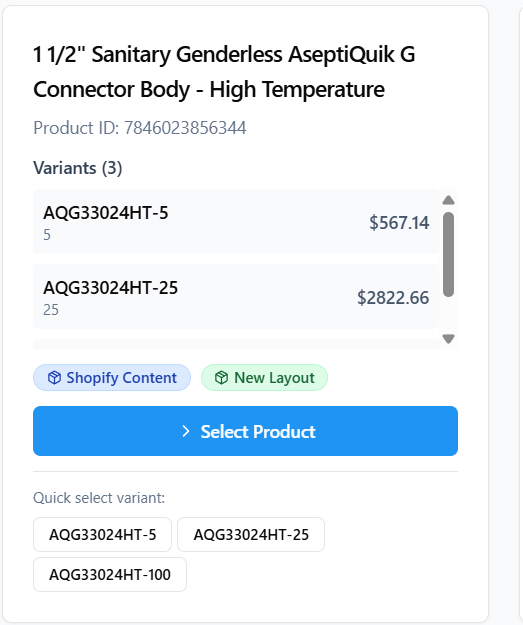 1 1/2" Sanitary Genderless AseptiQuik G
Connector Body - High Temperature
Product ID: 7846023856344
Variants (3)
AQG33024HT-5
5
$567.14
AQG33024HT-25
25
$2822.66
Shopify Content
New Layout
Select Product
Quick select variant:
AQG33024HT-5
AQG33024HT-25
AQG33024HT-100